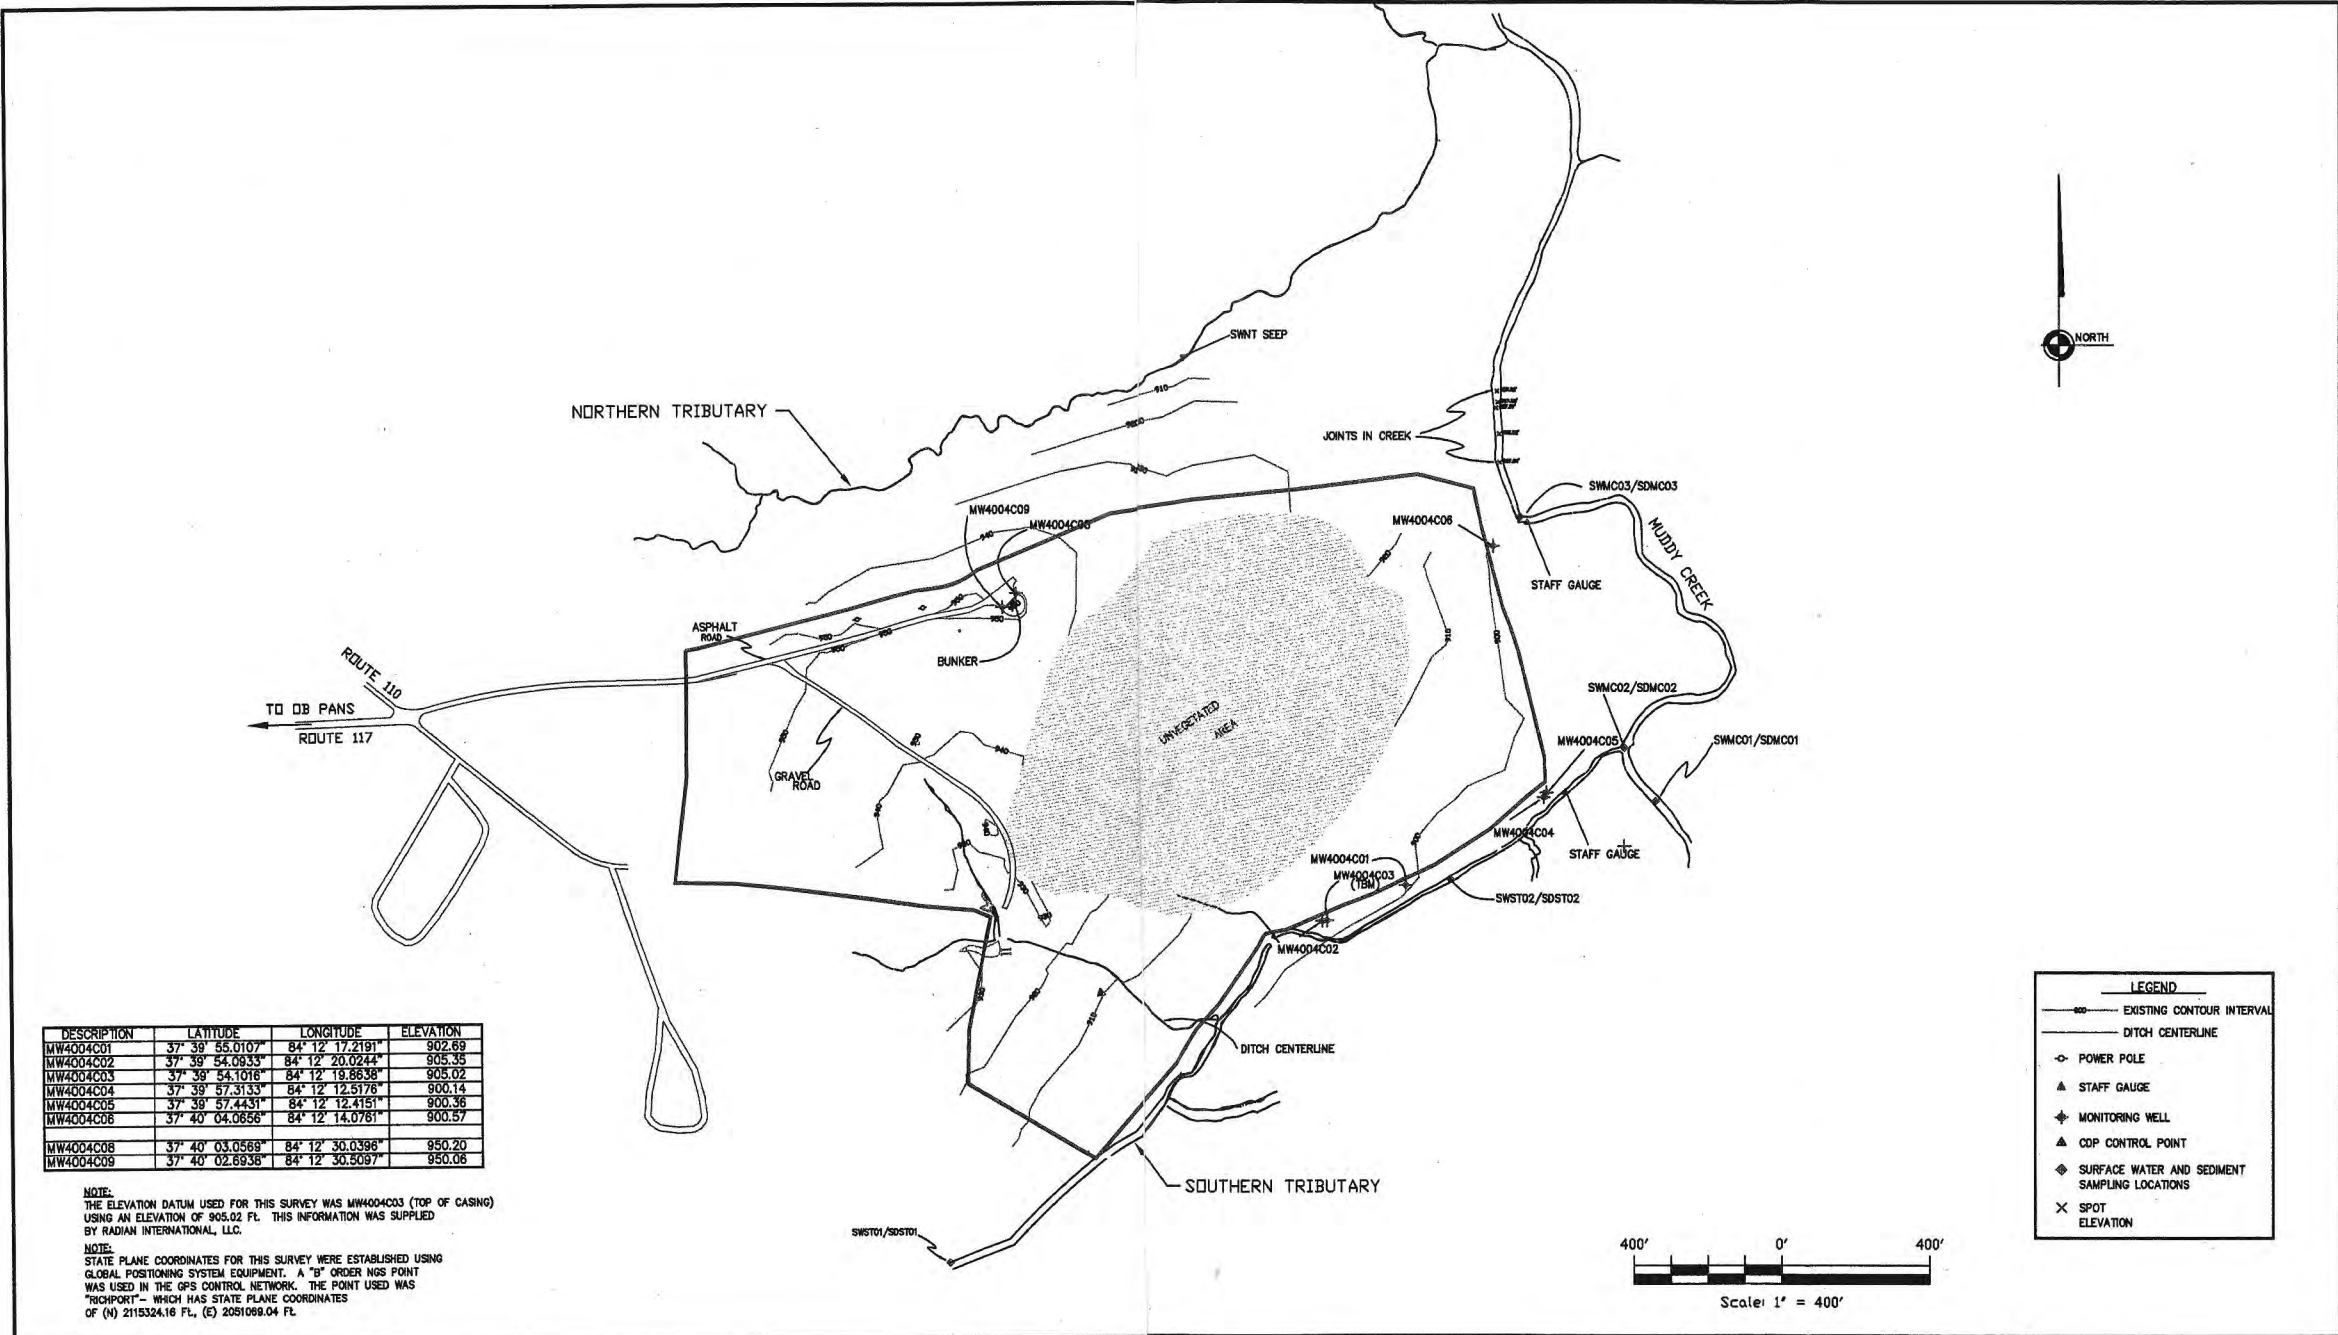 SWNT SEEP
NORTH
NORTHERN TRIBUTARY
910
JOINTS IN CREEK
SWMC03/SDMC03
MW4004C09
MW4004C06
940
MUDDY CREEK
STAFF GAUGE
ASPHALT
ROAD
BUNKER
910
900
ROUTE 110
TO OB PANS
ROUTE 117
SWMC02/SDMC02
UNVEGETATED
AREA
MW4004C05
SWMC01/SDMC01
940
GRAVEL
ROAD
940
900
MW4004C04
STAFF GAUGE
MW4004C01
MW4004C03
(TBM)
SWST02/SDST02
MW4004C02
910
DITCH CENTERLINE
SOUTHERN TRIBUTARY
SWST01/SDST01
DESCRIPTION LATITUDE LONGITUDE ELEVATION
MW4004C01 37° 39' 55.0107" 84° 12' 17.2191" 902.69
MW4004C02 37° 39' 54.0933" 84° 12' 20.0244" 905.35
MW4004C03 37° 39' 54.1016" 84° 12' 19.8638" 905.02
MW4004C04 37° 39' 57.3133" 84° 12' 12.5176" 900.14
MW4004C05 37° 39' 57.4431" 84° 12' 12.4151" 900.36
MW4004C06 37° 40' 04.0656" 84° 12' 14.0761" 900.57
MW4004C08 37° 40' 03.0569" 84° 12' 30.0396" 950.20
MW4004C09 37° 40' 02.6938" 84° 12' 30.5097" 950.06
NOTE:
THE ELEVATION DATUM USED FOR THIS SURVEY WAS MW4004C03 (TOP OF CASING)
USING AN ELEVATION OF 905.02 Ft. THIS INFORMATION WAS SUPPLIED
BY RADIAN INTERNATIONAL, LLC.
NOTE:
STATE PLANE COORDINATES FOR THIS SURVEY WERE ESTABLISHED USING
GLOBAL POSITIONING SYSTEM EQUIPMENT. A "B" ORDER NGS POINT
WAS USED IN THE GPS CONTROL NETWORK. THE POINT USED WAS
"RICHPORT"- WHICH HAS STATE PLANE COORDINATES
OF (N) 2115324.16 Ft., (E) 2051069.04 Ft.
LEGEND
900 EXISTING CONTOUR INTERVAL
DITCH CENTERLINE
POWER POLE
STAFF GAUGE
MONITORING WELL
CDP CONTROL POINT
SURFACE WATER AND SEDIMENT
SAMPLING LOCATIONS
SPOT
ELEVATION
400' 0' 400'
Scale: 1" = 400'